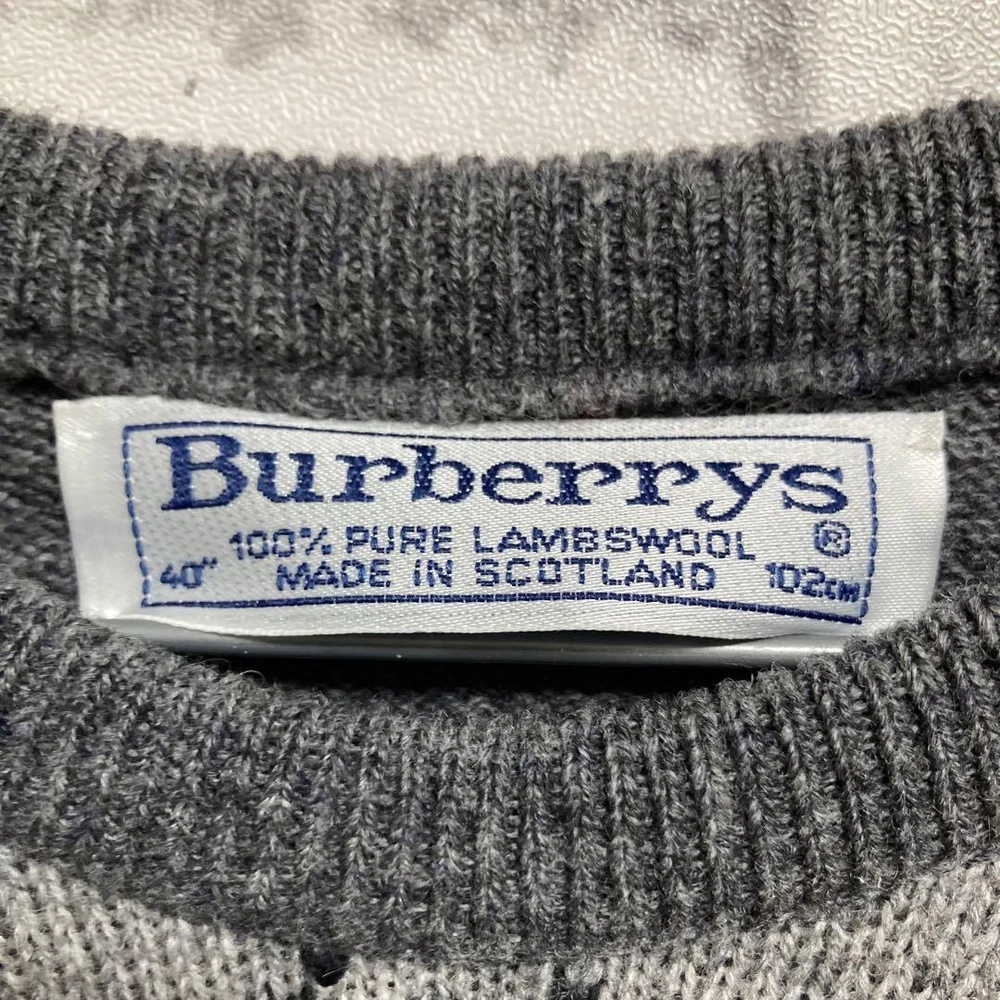 Burberrys
100% PURE LAMBSWOOL ®
40" MADE IN SCOTLAND 102cm